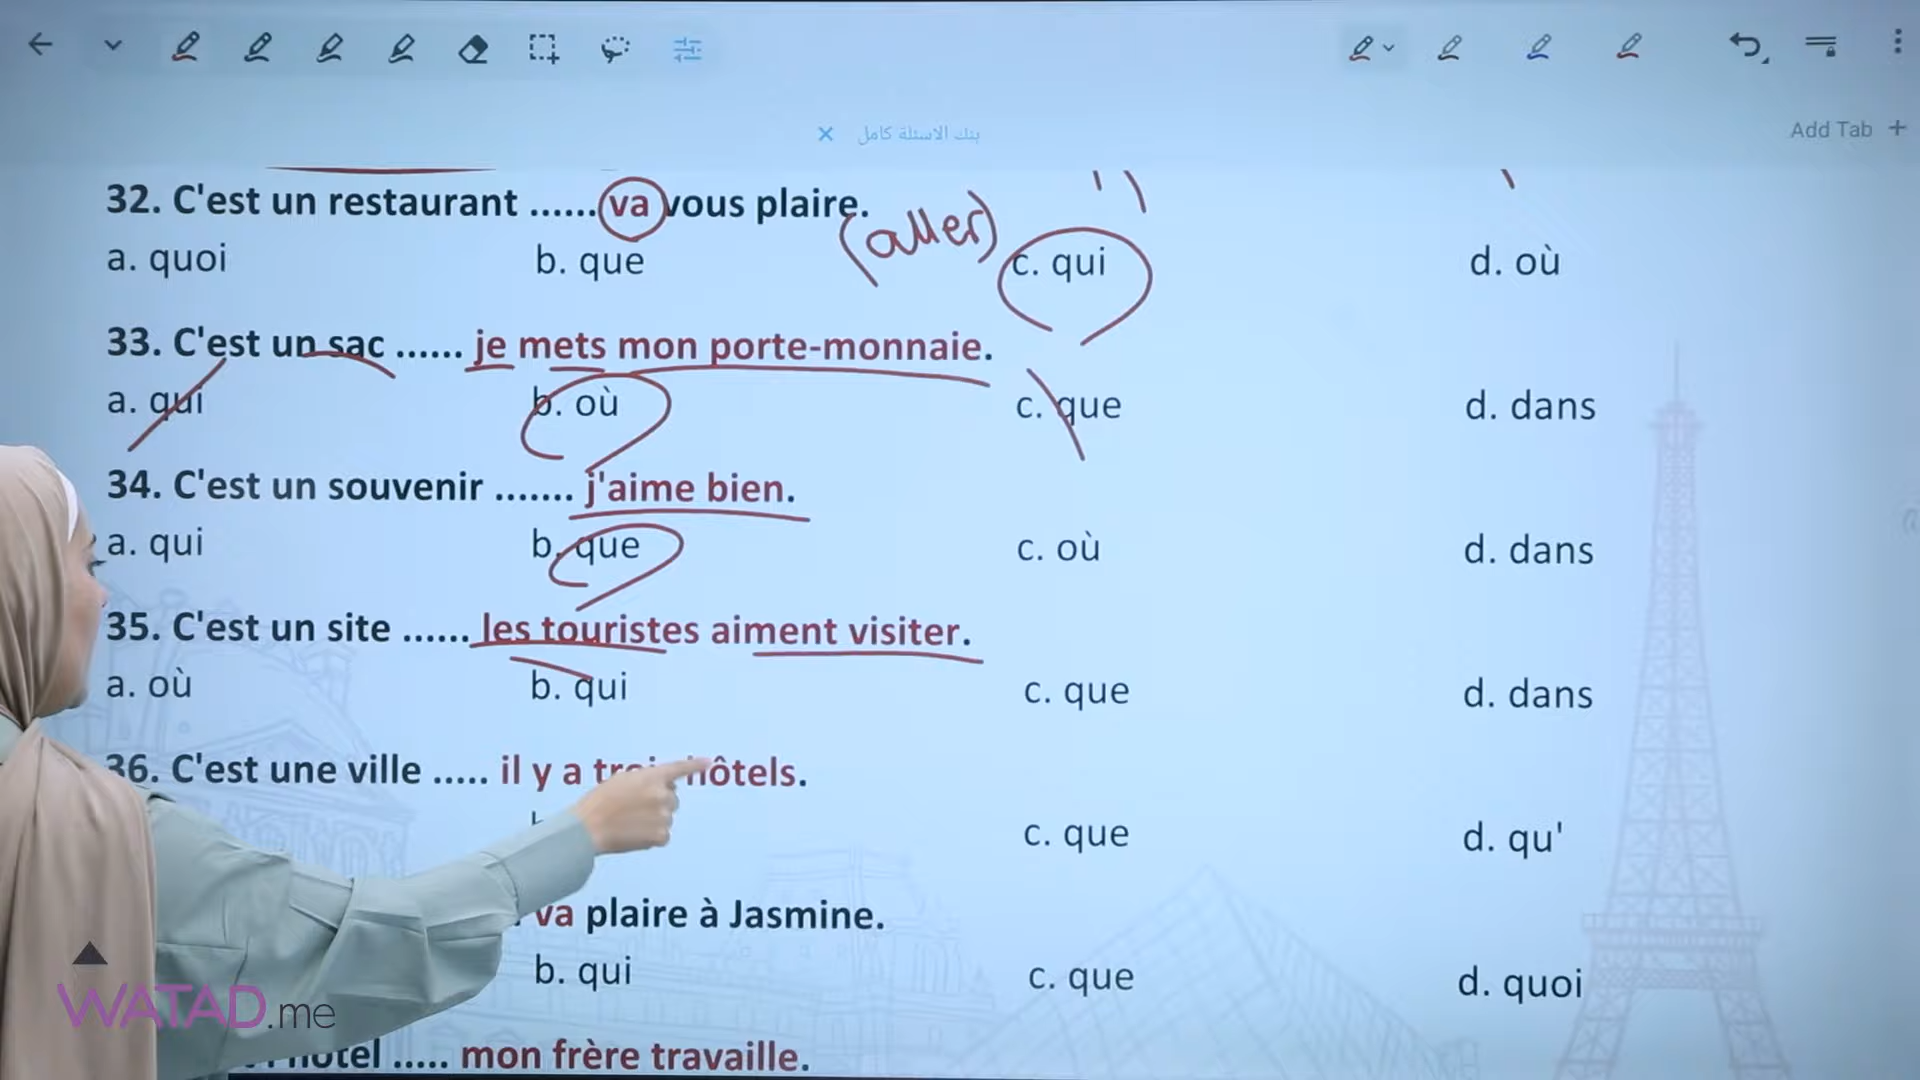 بنك الاسئلة كامل
Add Tab
32. C'est un restaurant ...... va vous plaire.
(aller)
a. quoi b. que c. qui d. où
33. C'est un sac ...... je mets mon porte-monnaie.
a. qui b. où c. que d. dans
34. C'est un souvenir ....... j'aime bien.
a. qui b. que c. où d. dans
35. C'est un site ...... les touristes aiment visiter.
a. où b. qui c. que d. dans
36. C'est une ville ..... il y a hôtels.
c. que d. qu'
va plaire à Jasmine.
b. qui c. que d. quoi
hôtel ..... mon frère travaille.
WATAD.me